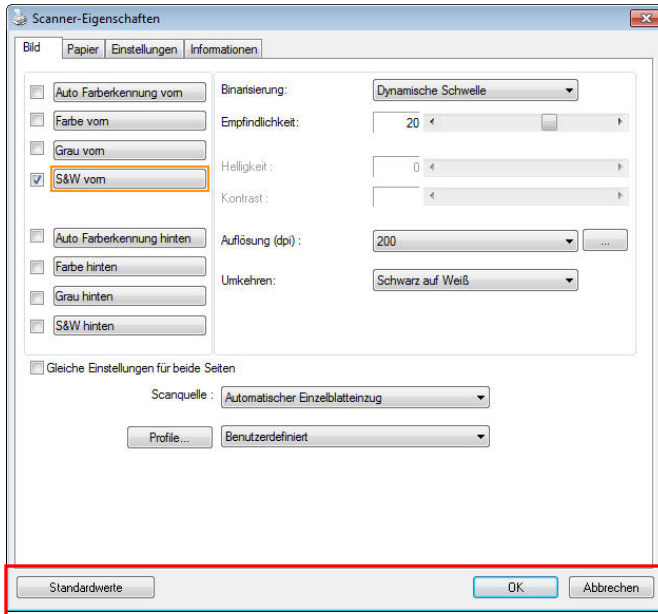 Scanner-Eigenschaften
Bild Papier Einstellungen Informationen
Auto Farberkennung vorn
Farbe vorn
Grau vorn
S&W vorn
Auto Farberkennung hinten
Farbe hinten
Grau hinten
S&W hinten
Binarisierung: Dynamische Schwelle
Empfindlichkeit: 20
Helligkeit : 0
Kontrast :
Auflösung (dpi) : 200 ...
Umkehren: Schwarz auf Weiß
Gleiche Einstellungen für beide Seiten
Scanquelle : Automatischer Einzelblatteinzug
Profile... Benutzerdefiniert
Standardwerte OK Abbrechen